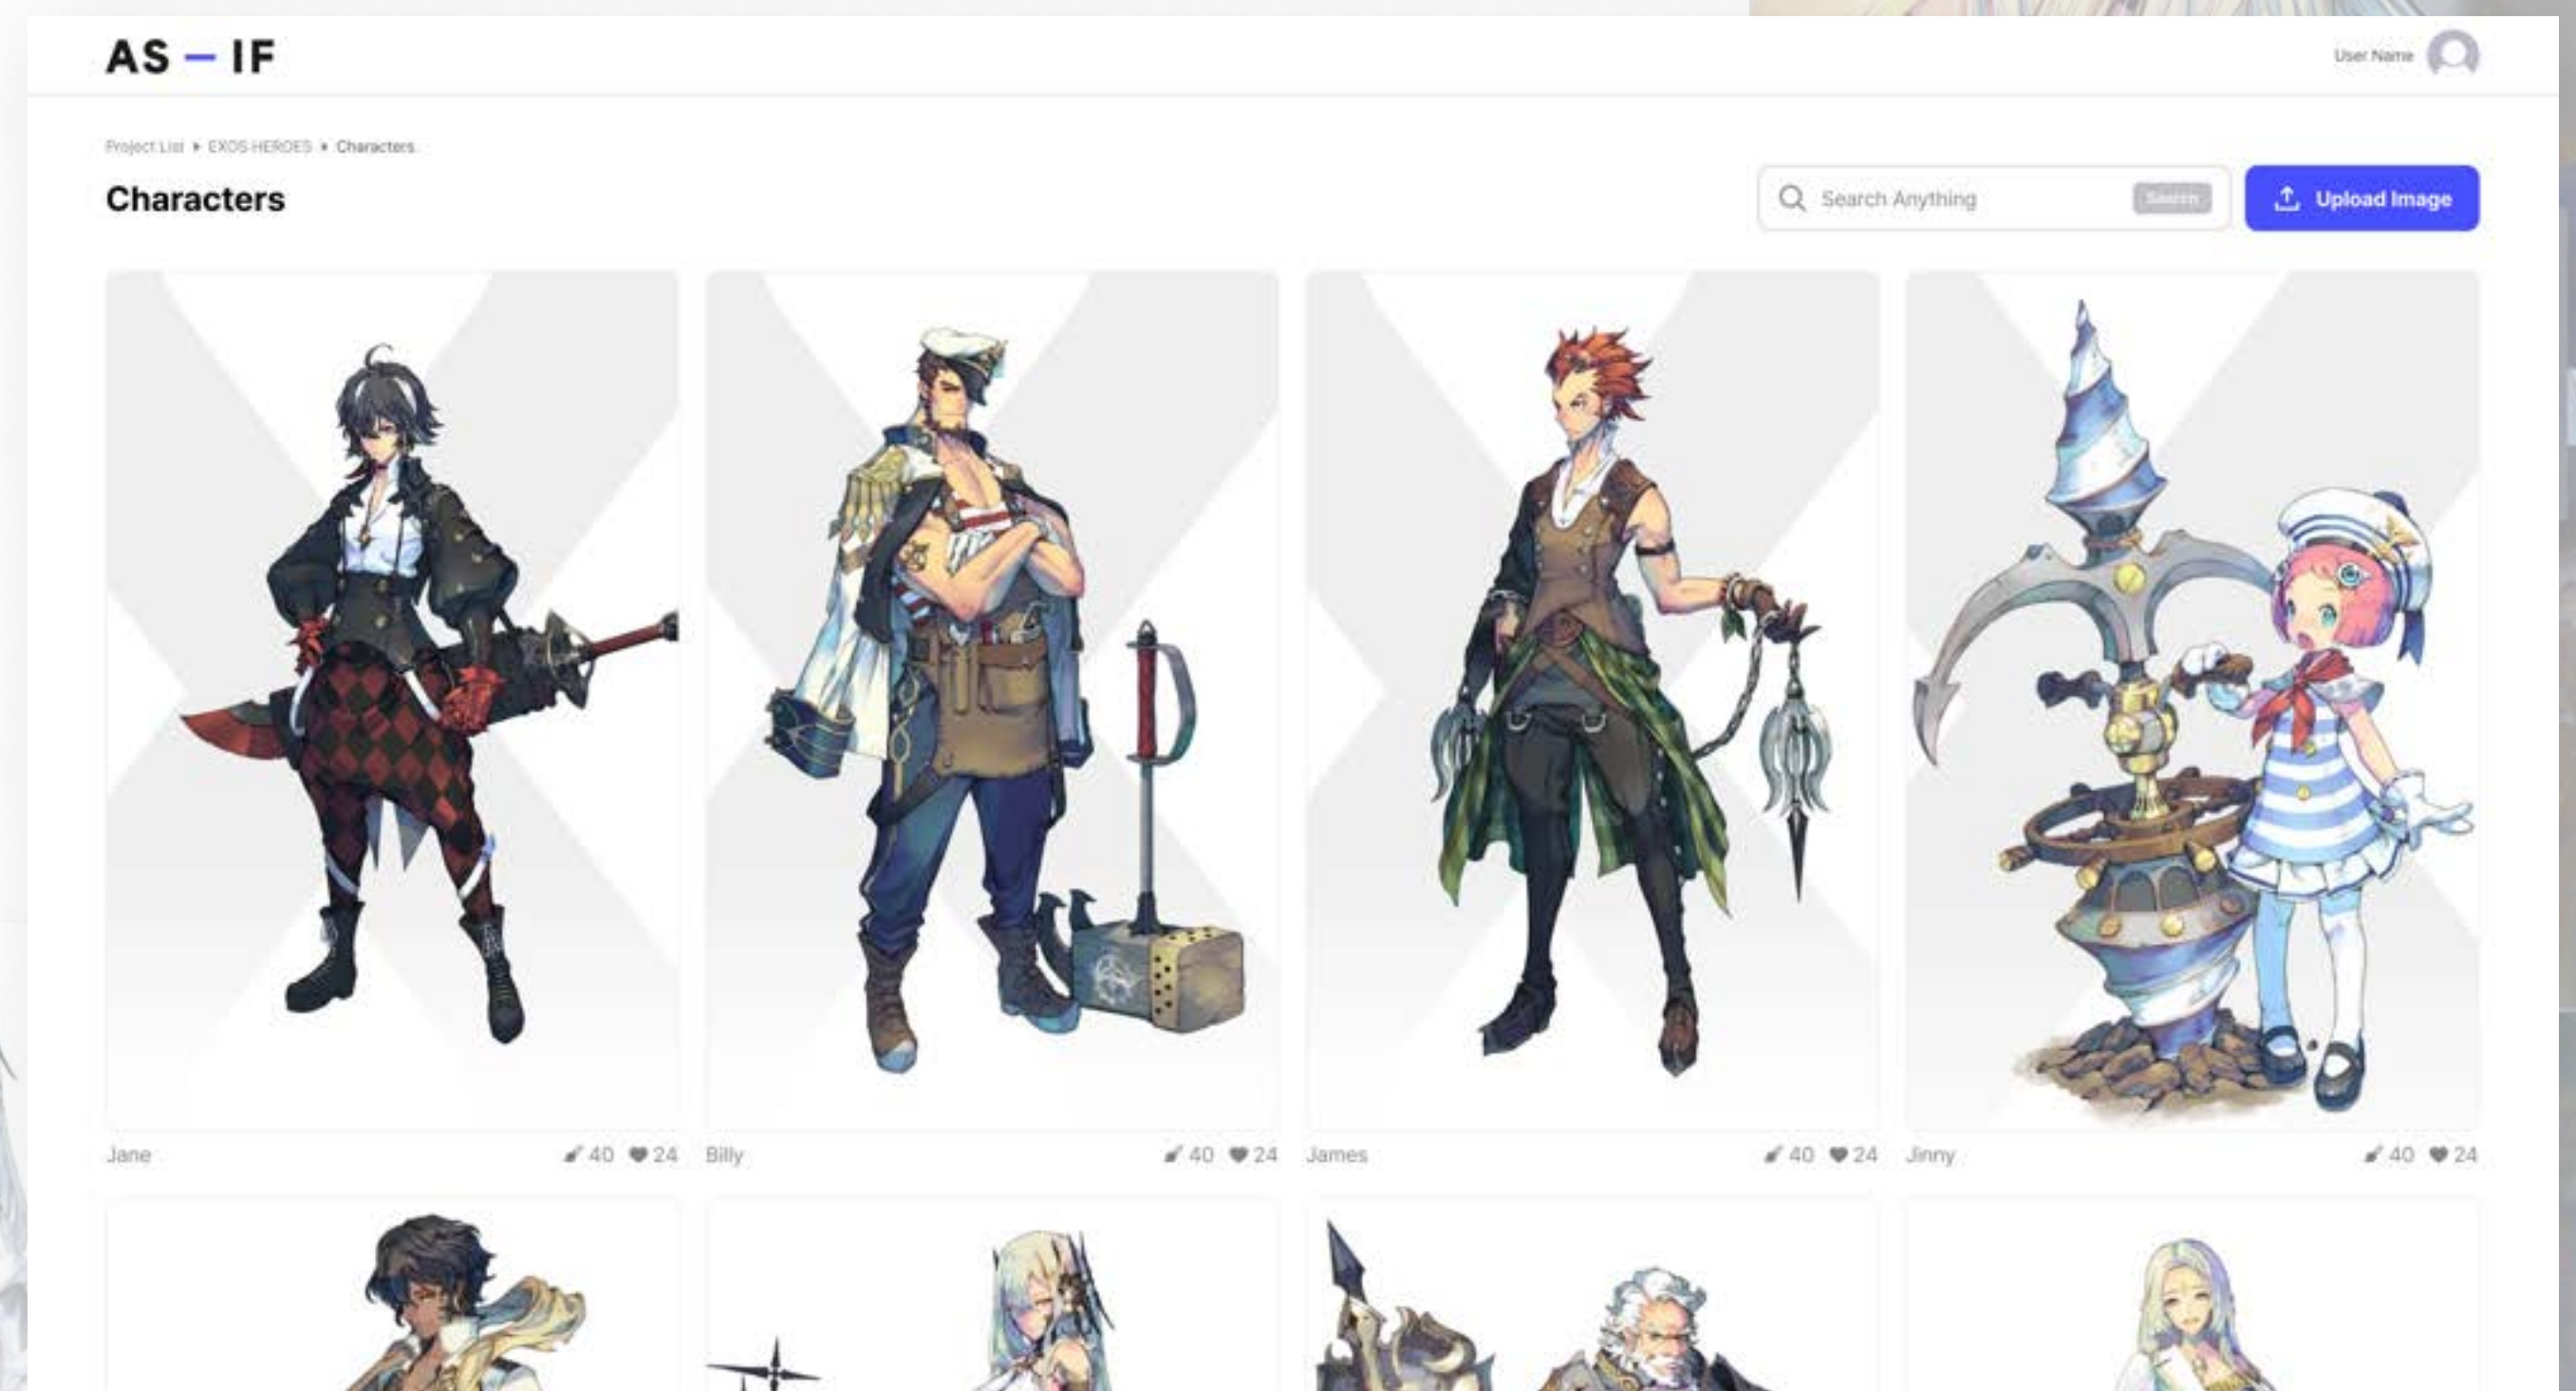 AS — IF
User Name
Project List ▸ EXOS HEROES ▸ Characters
Characters
Search Anything
Search
Upload Image
Jane 40 24
Billy 40 24
James 40 24
Jinny 40 24